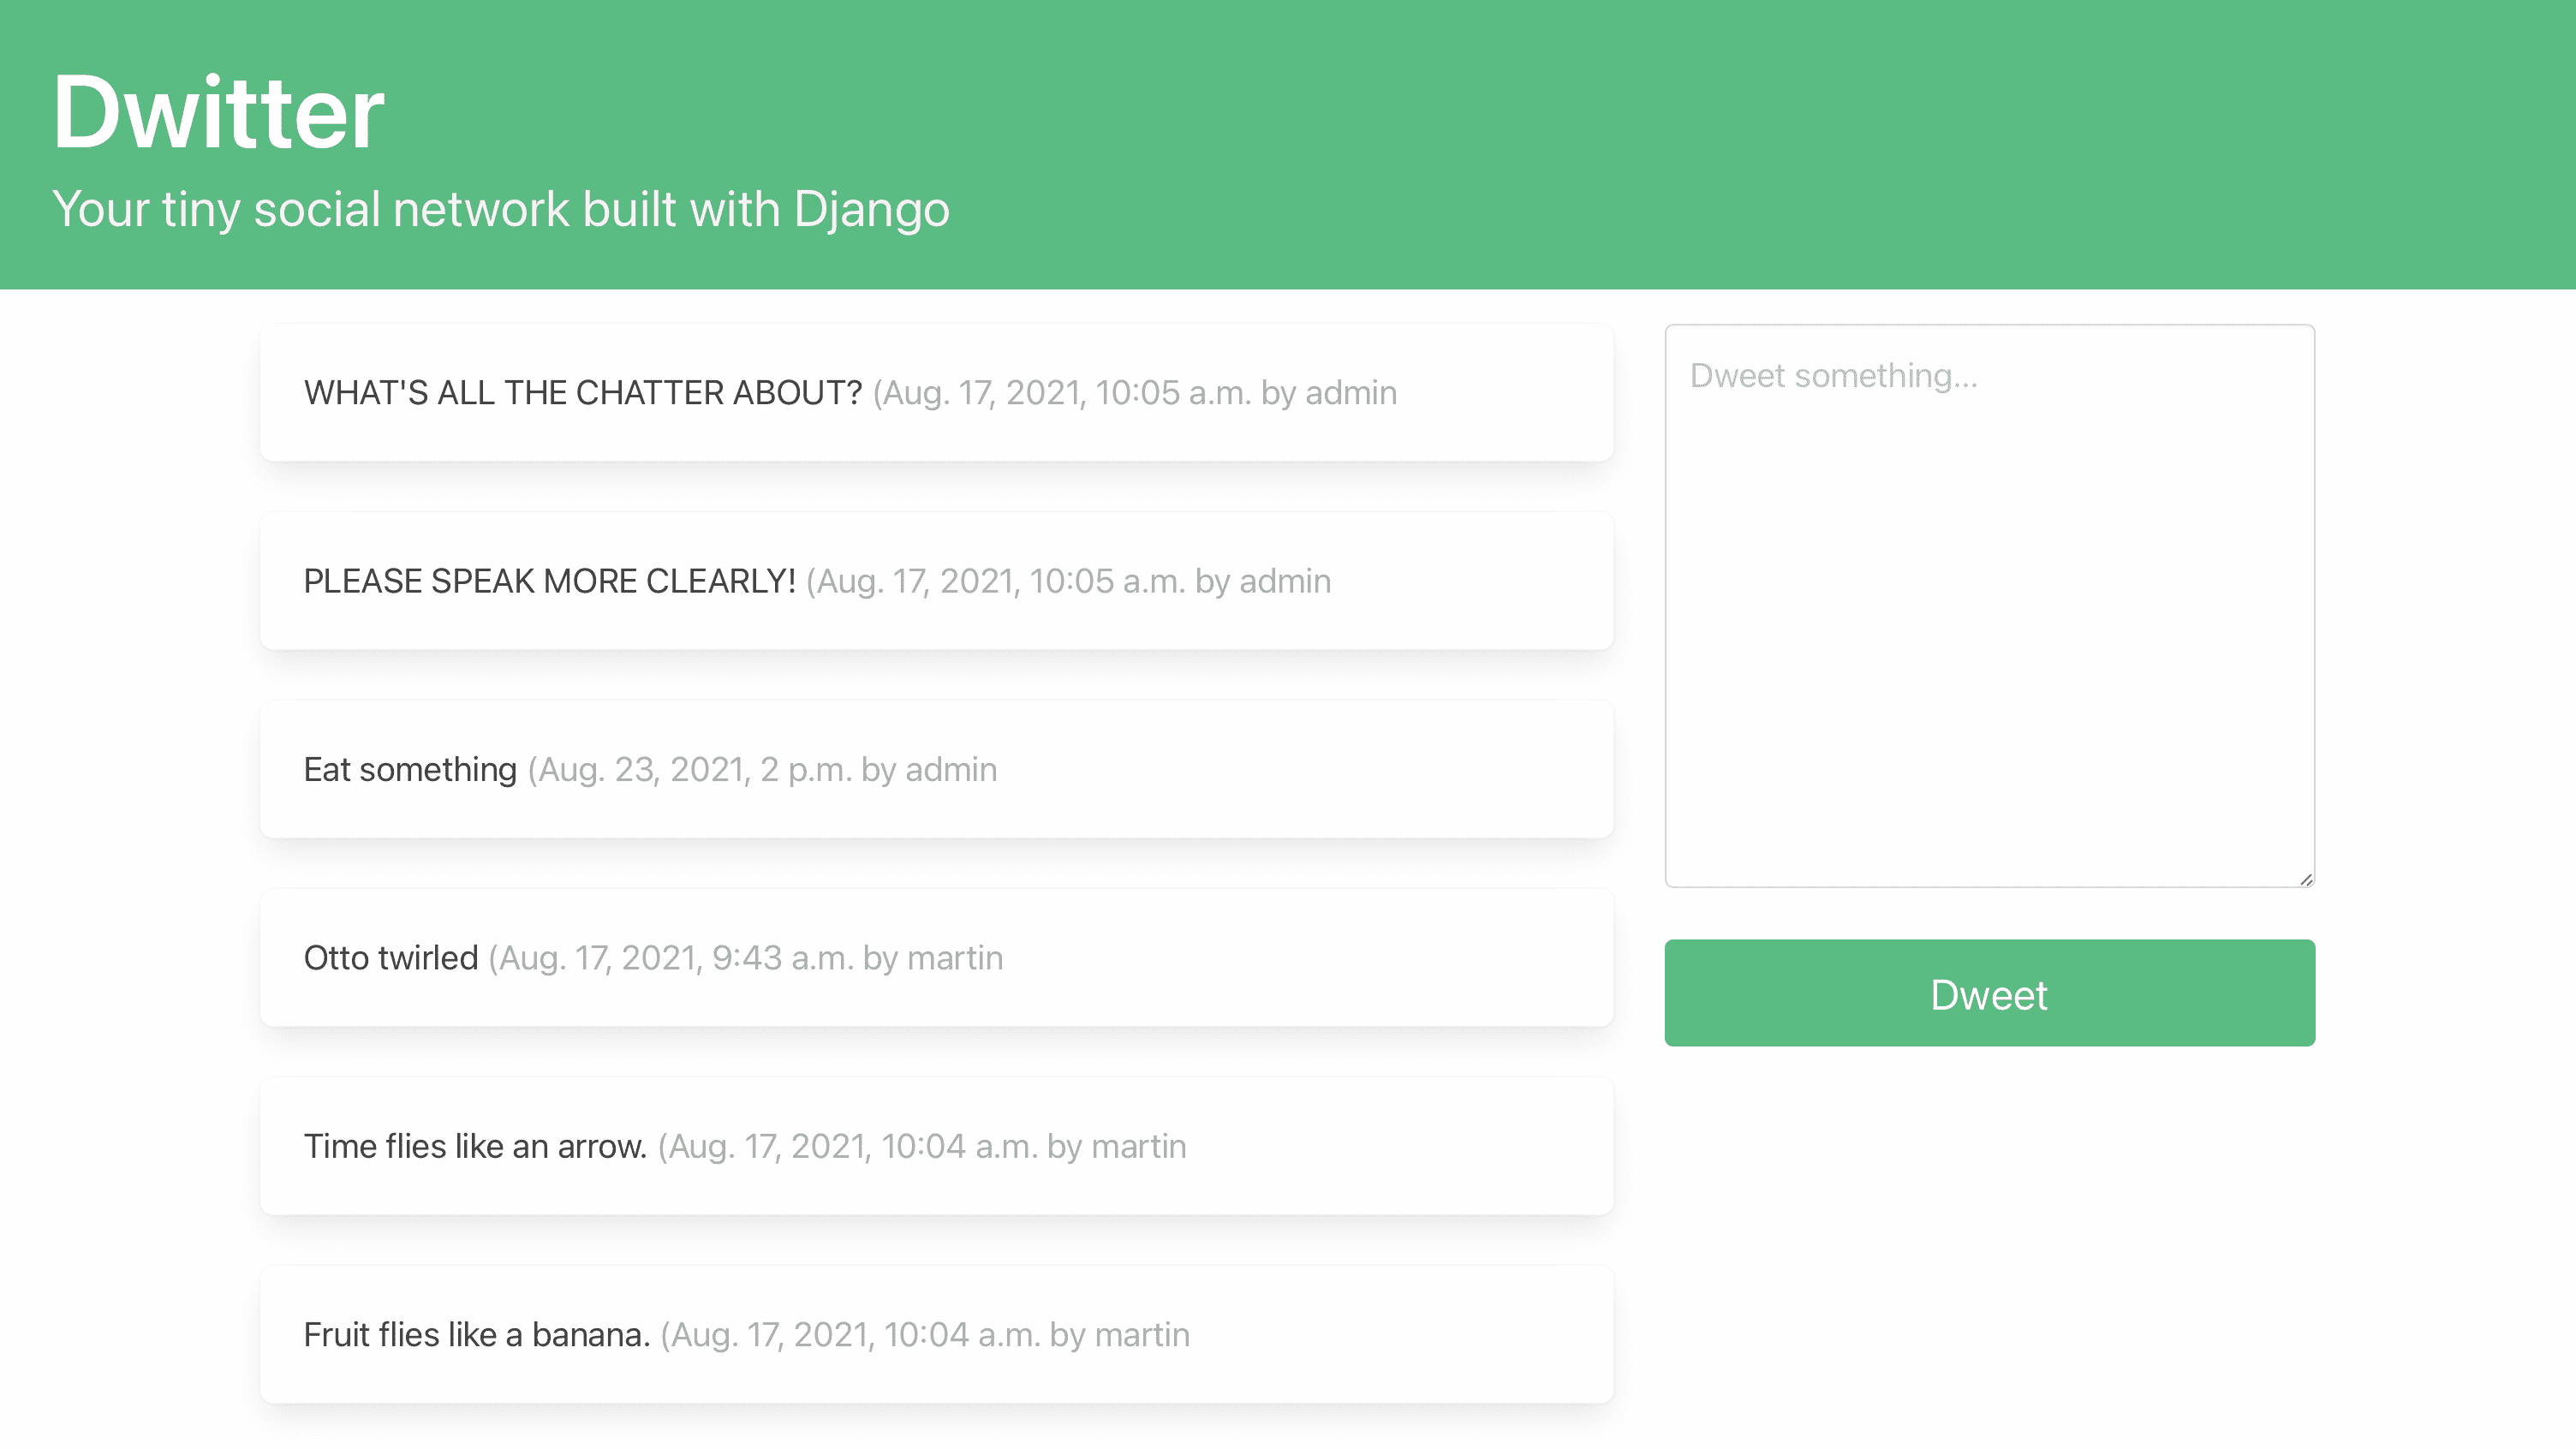 Dwitter
Your tiny social network built with Django
WHAT'S ALL THE CHATTER ABOUT? (Aug. 17, 2021, 10:05 a.m. by admin
PLEASE SPEAK MORE CLEARLY! (Aug. 17, 2021, 10:05 a.m. by admin
Eat something (Aug. 23, 2021, 2 p.m. by admin
Otto twirled (Aug. 17, 2021, 9:43 a.m. by martin
Time flies like an arrow. (Aug. 17, 2021, 10:04 a.m. by martin
Fruit flies like a banana. (Aug. 17, 2021, 10:04 a.m. by martin
Dweet something...
Dweet